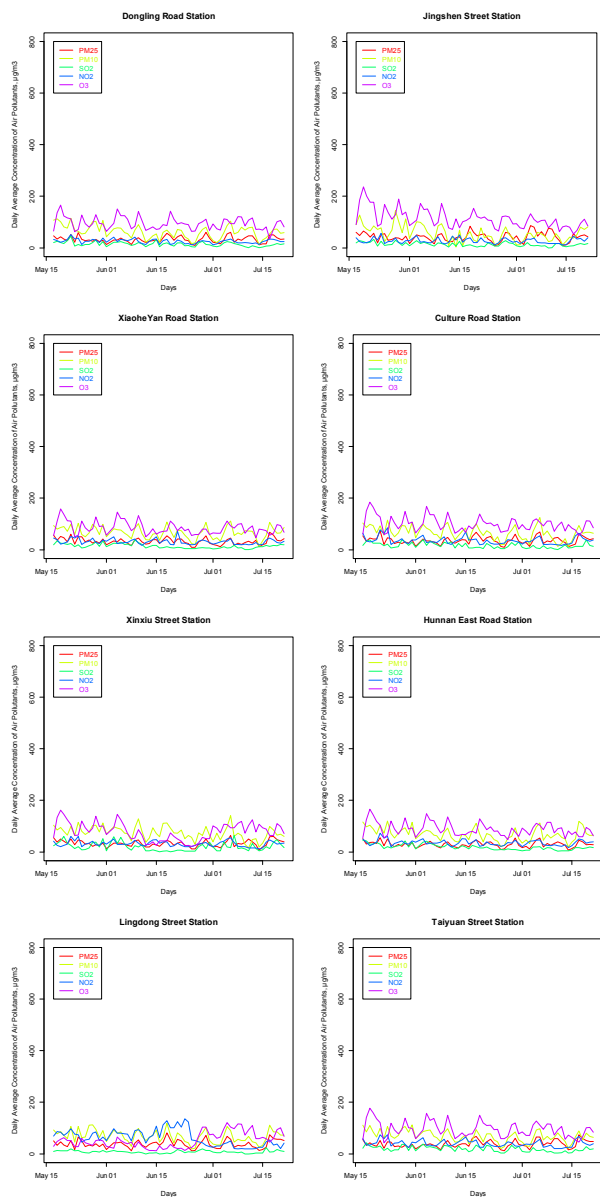 Dongling Road Station
Daily Average Concentration of Air Pollutants, µg/m3
800
600
400
200
0
PM25
PM10
SO2
NO2
O3
May 15
Jun 01
Jun 15
Jul 01
Jul 15
Days
Jingshen Street Station
Daily Average Concentration of Air Pollutants, µg/m3
800
600
400
200
0
PM25
PM10
SO2
NO2
O3
May 15
Jun 01
Jun 15
Jul 01
Jul 15
Days
XiaoheYan Road Station
Daily Average Concentration of Air Pollutants, µg/m3
800
600
400
200
0
PM25
PM10
SO2
NO2
O3
May 15
Jun 01
Jun 15
Jul 01
Jul 15
Days
Culture Road Station
Daily Average Concentration of Air Pollutants, µg/m3
800
600
400
200
0
PM25
PM10
SO2
NO2
O3
May 15
Jun 01
Jun 15
Jul 01
Jul 15
Days
Xinxiu Street Station
Daily Average Concentration of Air Pollutants, µg/m3
800
600
400
200
0
PM25
PM10
SO2
NO2
O3
May 15
Jun 01
Jun 15
Jul 01
Jul 15
Days
Hunnan East Road Station
Daily Average Concentration of Air Pollutants, µg/m3
800
600
400
200
0
PM25
PM10
SO2
NO2
O3
May 15
Jun 01
Jun 15
Jul 01
Jul 15
Days
Lingdong Street Station
Daily Average Concentration of Air Pollutants, µg/m3
800
600
400
200
0
PM25
PM10
SO2
NO2
O3
May 15
Jun 01
Jun 15
Jul 01
Jul 15
Days
Taiyuan Street Station
Daily Average Concentration of Air Pollutants, µg/m3
800
600
400
200
0
PM25
PM10
SO2
NO2
O3
May 15
Jun 01
Jun 15
Jul 01
Jul 15
Days